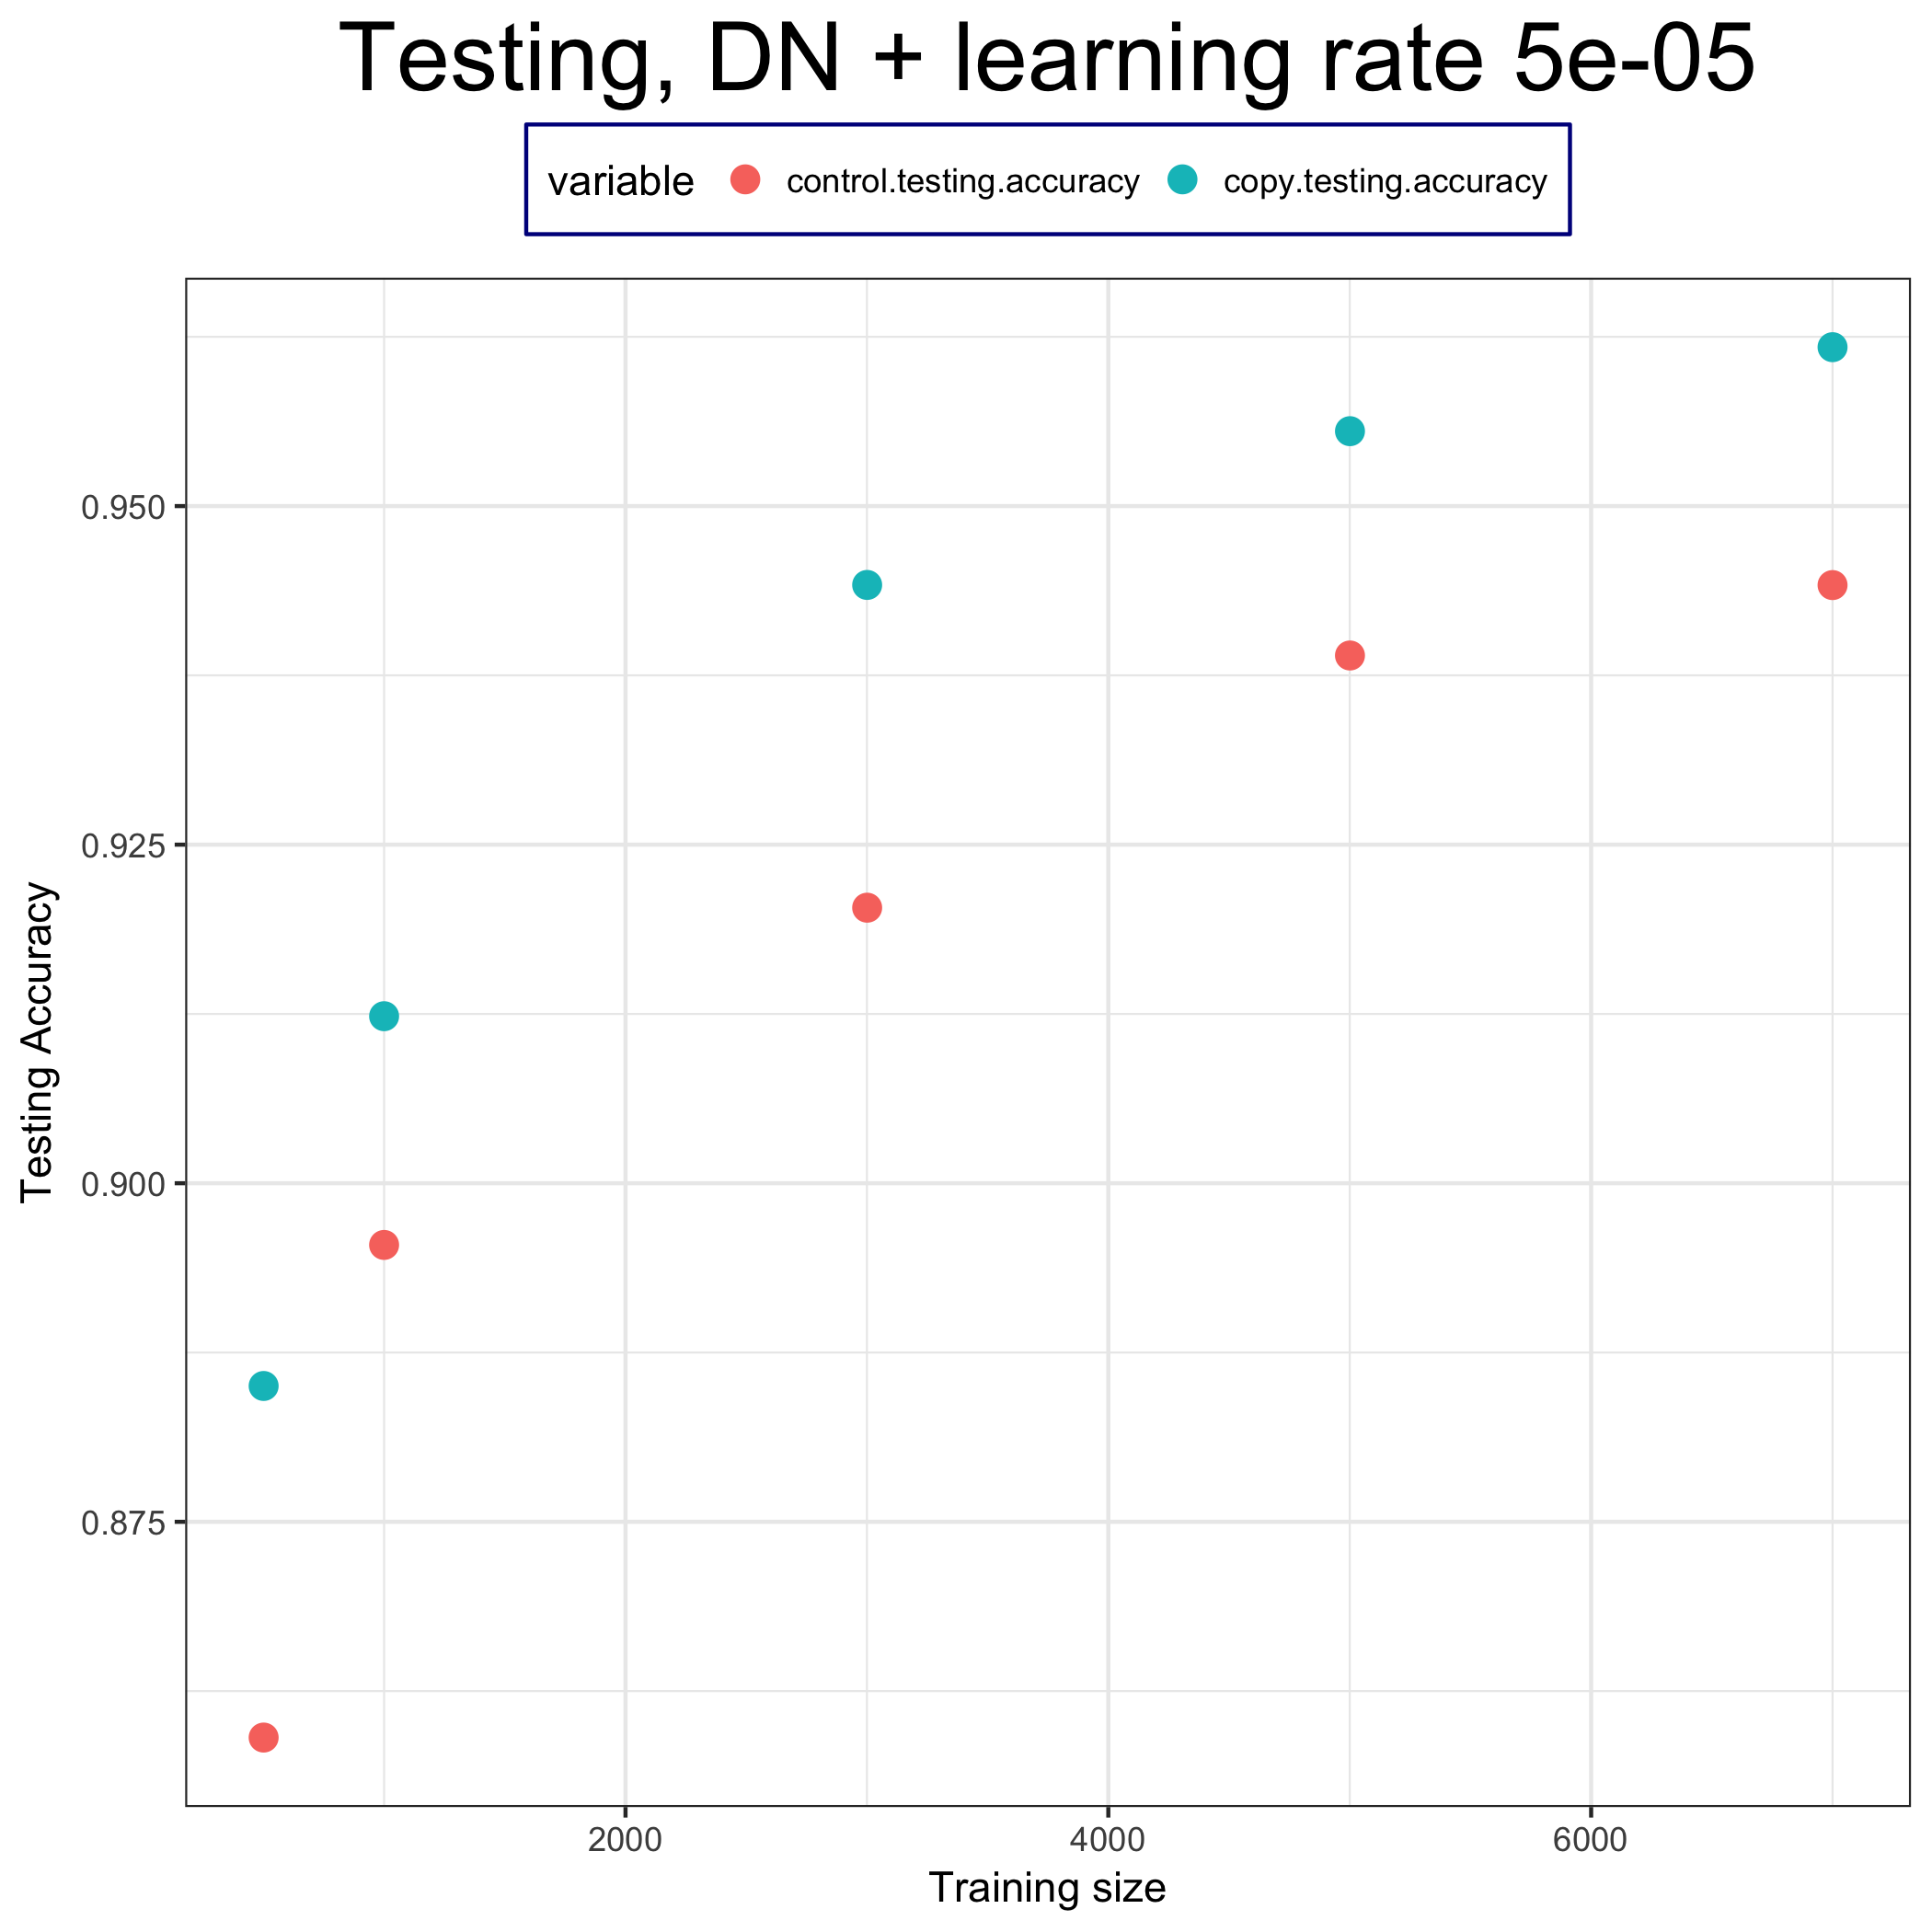 Testing, DN + learning rate 5e-05
variable control.testing.accuracy copy.testing.accuracy
0.950
0.925
0.900
0.875
Testing Accuracy
2000 4000 6000
Training size